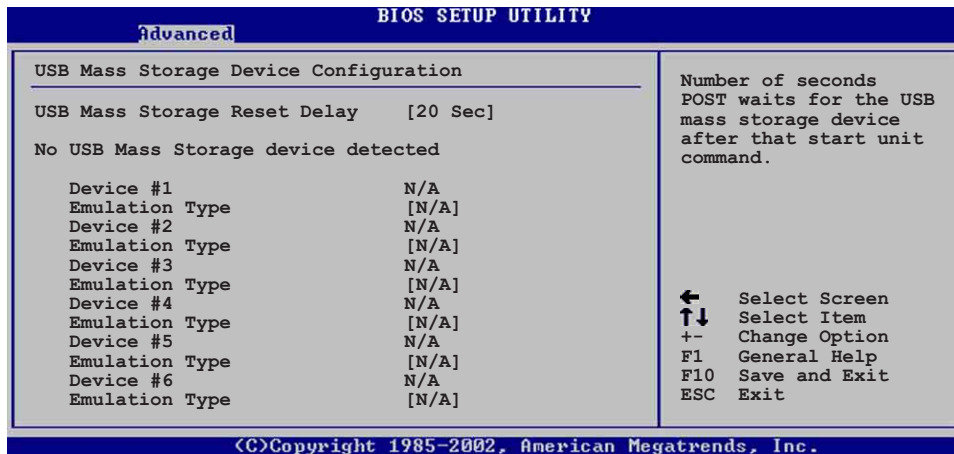 BIOS SETUP UTILITY
Advanced
USB Mass Storage Device Configuration
USB Mass Storage Reset Delay [20 Sec]
No USB Mass Storage device detected
Device #1 N/A
Emulation Type [N/A]
Device #2 N/A
Emulation Type [N/A]
Device #3 N/A
Emulation Type [N/A]
Device #4 N/A
Emulation Type [N/A]
Device #5 N/A
Emulation Type [N/A]
Device #6 N/A
Emulation Type [N/A]
Number of seconds
POST waits for the USB
mass storage device
after that start unit
command.
← Select Screen
↑↓ Select Item
+- Change Option
F1 General Help
F10 Save and Exit
ESC Exit
(C)Copyright 1985-2002, American Megatrends, Inc.